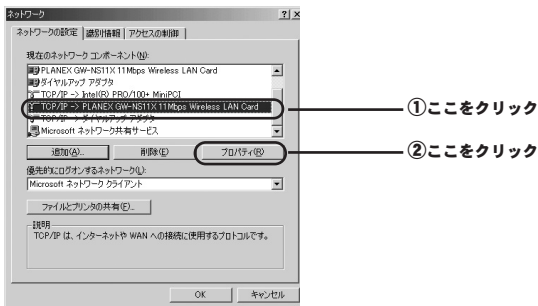 ネットワーク
ネットワークの設定 識別情報 アクセスの制御
現在のネットワーク コンポーネント(N):
PLANEX GW-NS11X 11Mbps Wireless LAN Card
ダイヤルアップ アダプタ
TCP/IP -> Intel(R) PRO/100+ MiniPCI
TCP/IP -> PLANEX GW-NS11X 11Mbps Wireless LAN Card
TCP/IP -> ダイヤルアップ アダプタ
Microsoft ネットワーク共有サービス
①ここをクリック
追加(A)... 削除(E) プロパティ(R)
②ここをクリック
優先的にログオンするネットワーク(L):
Microsoft ネットワーク クライアント
ファイルとプリンタの共有(F)...
説明
TCP/IP は、インターネットや WAN への接続に使用するプロトコルです。
OK キャンセル